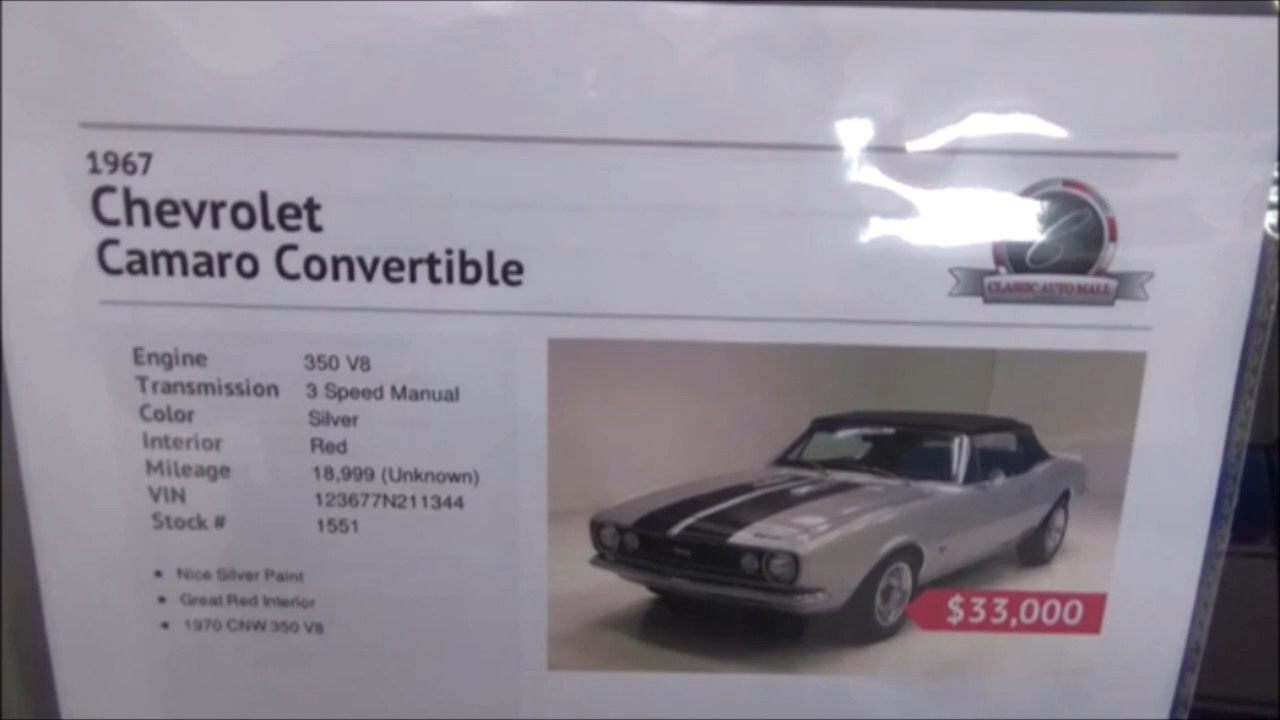 1967
Chevrolet
Camaro Convertible
CLASSIC AUTO MALL
Engine 350 V8
Transmission 3 Speed Manual
Color Silver
Interior Red
Mileage 18,999 (Unknown)
VIN 123677N211344
Stock # 1551
• Nice Silver Paint
• Great Red Interior
• 1970 CNW 350 V8
$33,000